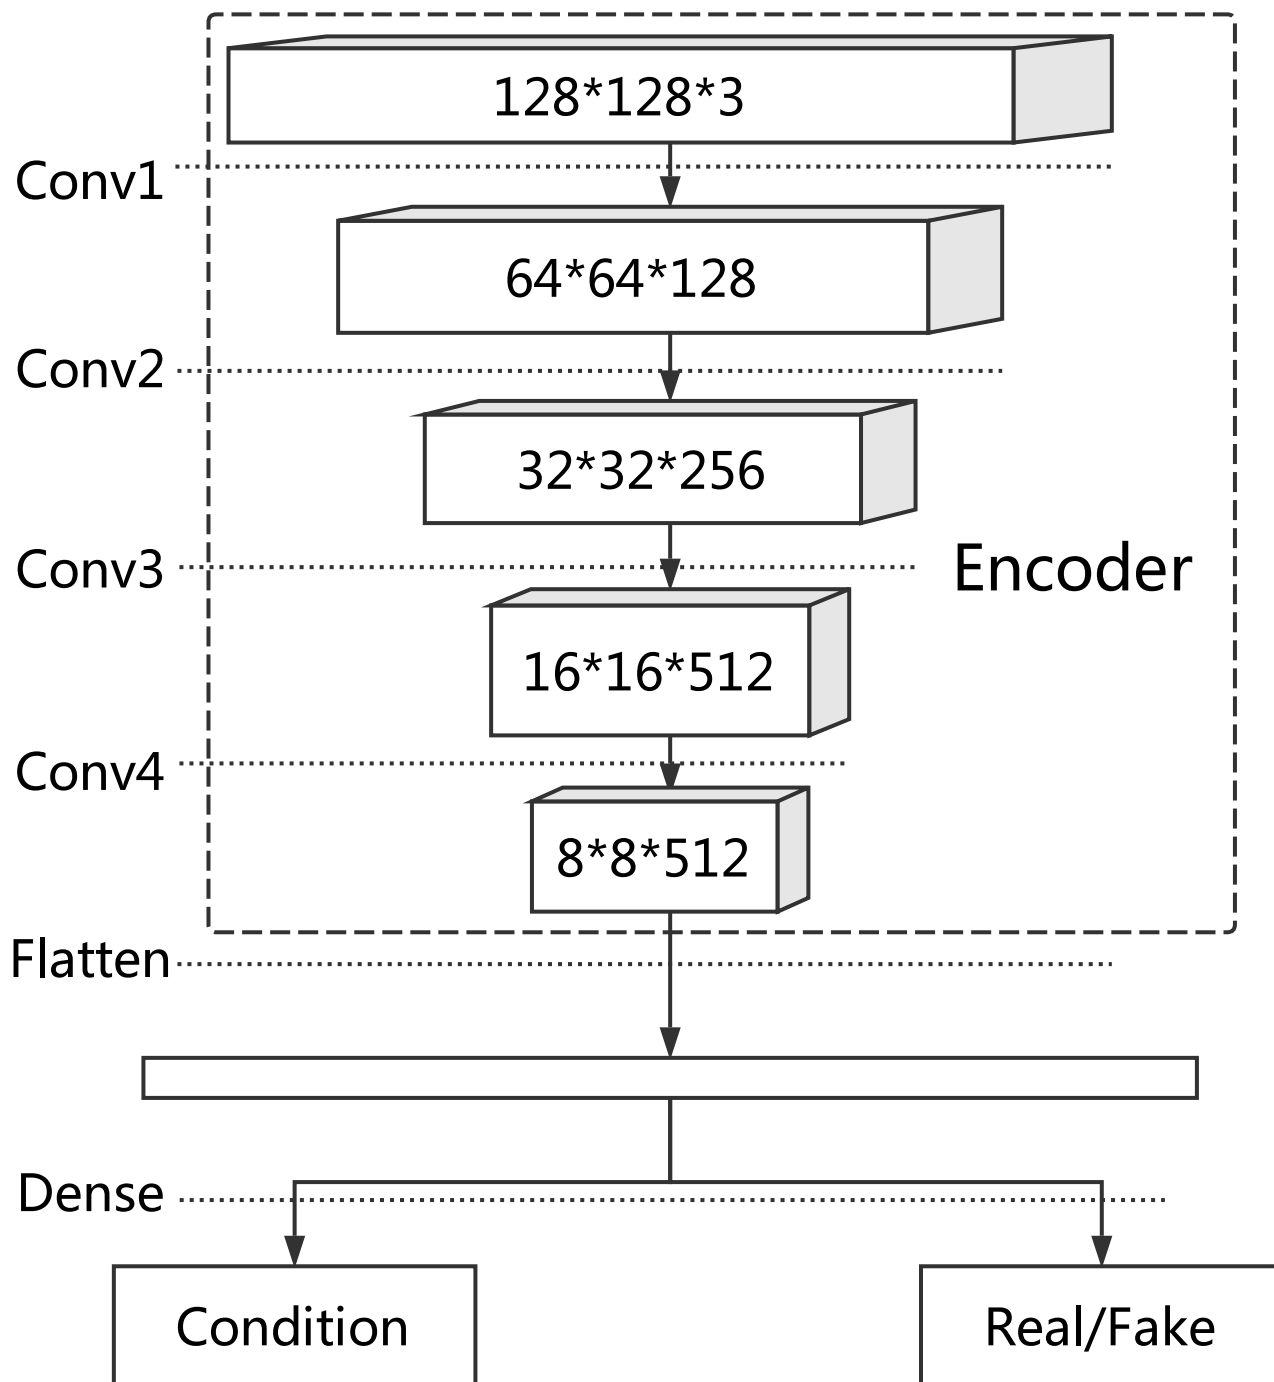 128*128*3
Conv1
64*64*128
Conv2
32*32*256
Conv3
Encoder
16*16*512
Conv4
8*8*512
Flatten
Dense
Condition
Real/Fake